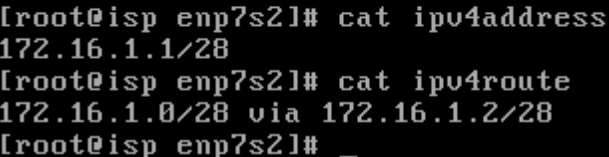 [root@isp enp7s2]# cat ipv4address
172.16.1.1/28
[root@isp enp7s2]# cat ipv4route
172.16.1.0/28 via 172.16.1.2/28
[root@isp enp7s2]# _